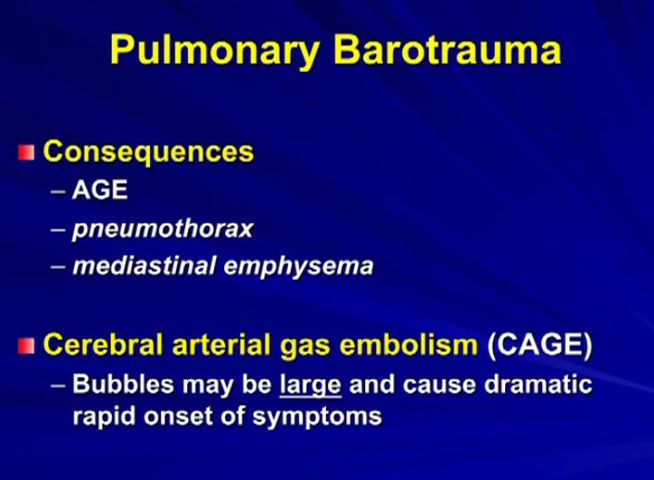 Pulmonary Barotrauma
Consequences
– AGE
– pneumothorax
– mediastinal emphysema
Cerebral arterial gas embolism (CAGE)
– Bubbles may be large and cause dramatic
rapid onset of symptoms